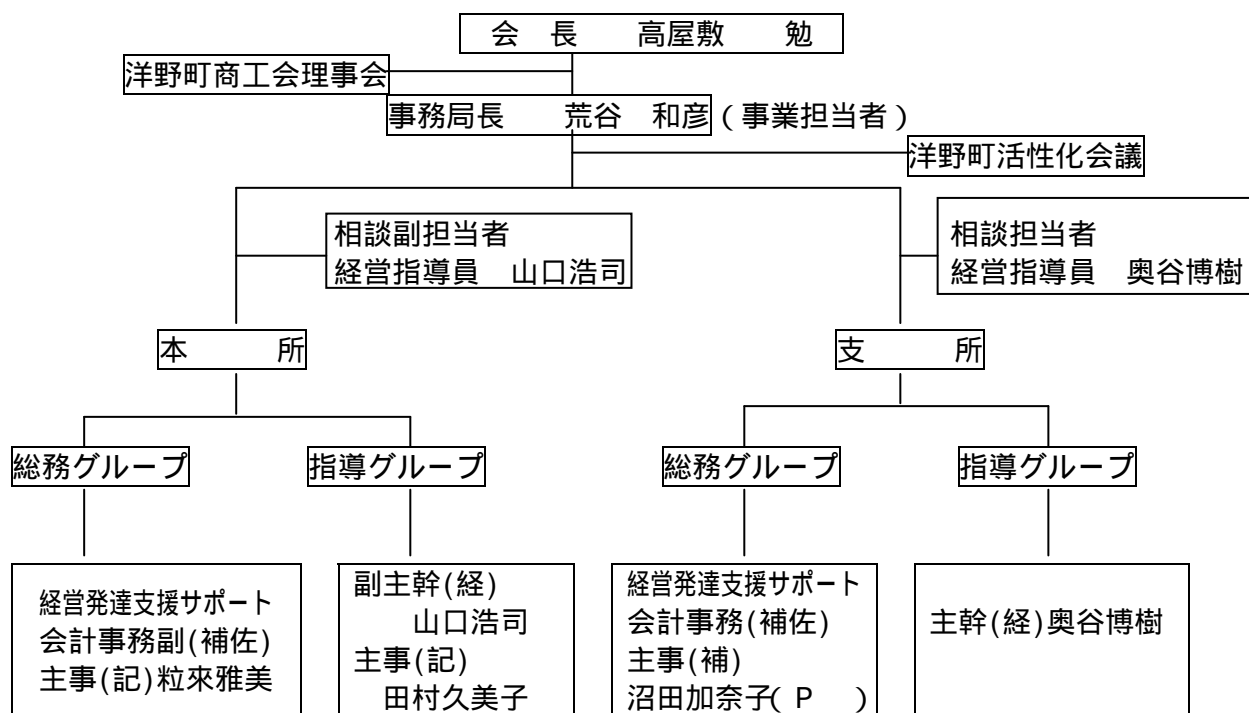 会　長　　高屋敷　　勉
洋野町商工会理事会
事務局長　　荒谷　和彦(事業担当者)
洋野町活性化会議
相談副担当者
経営指導員　山口浩司
相談担当者
経営指導員　奥谷博樹
本　　　所
支　　　所
総務グループ
指導グループ
総務グループ
指導グループ
経営発達支援サポート
会計事務副(補佐)
主事(記)粒來雅美
副主幹(経)
山口浩司
主事(記)
田村久美子
経営発達支援サポート
会計事務(補佐)
主事(補)
沼田加奈子(P　)
主幹(経)奥谷博樹